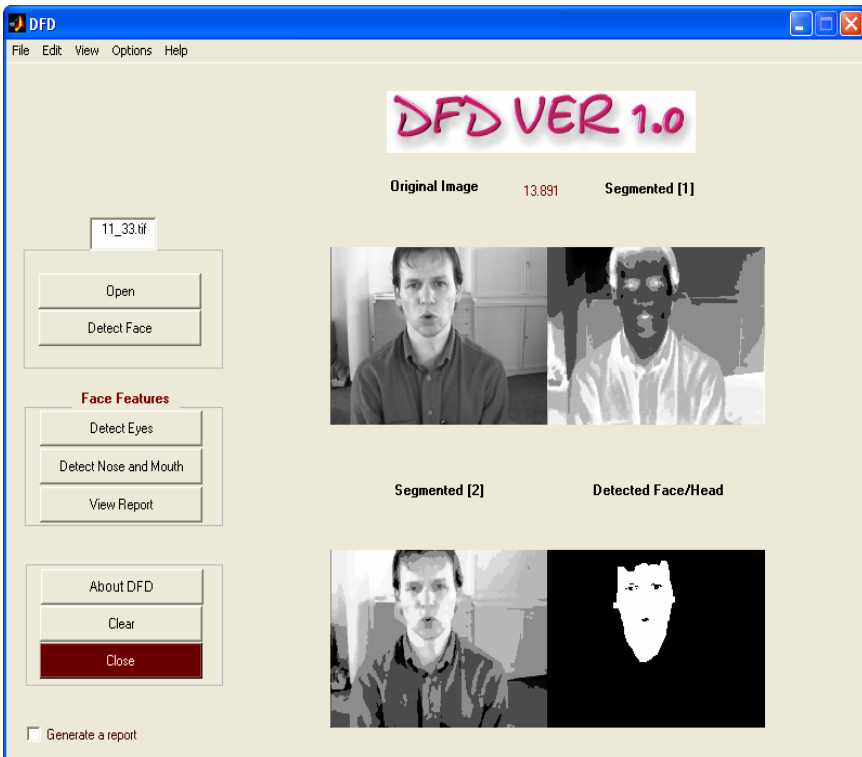 DFD
File Edit View Options Help
DFD VER 1.0
Original Image 13.891 Segmented [1]
11_33.tif
Open
Detect Face
Face Features
Detect Eyes
Detect Nose and Mouth
View Report
Segmented [2] Detected Face/Head
About DFD
Clear
Close
Generate a report